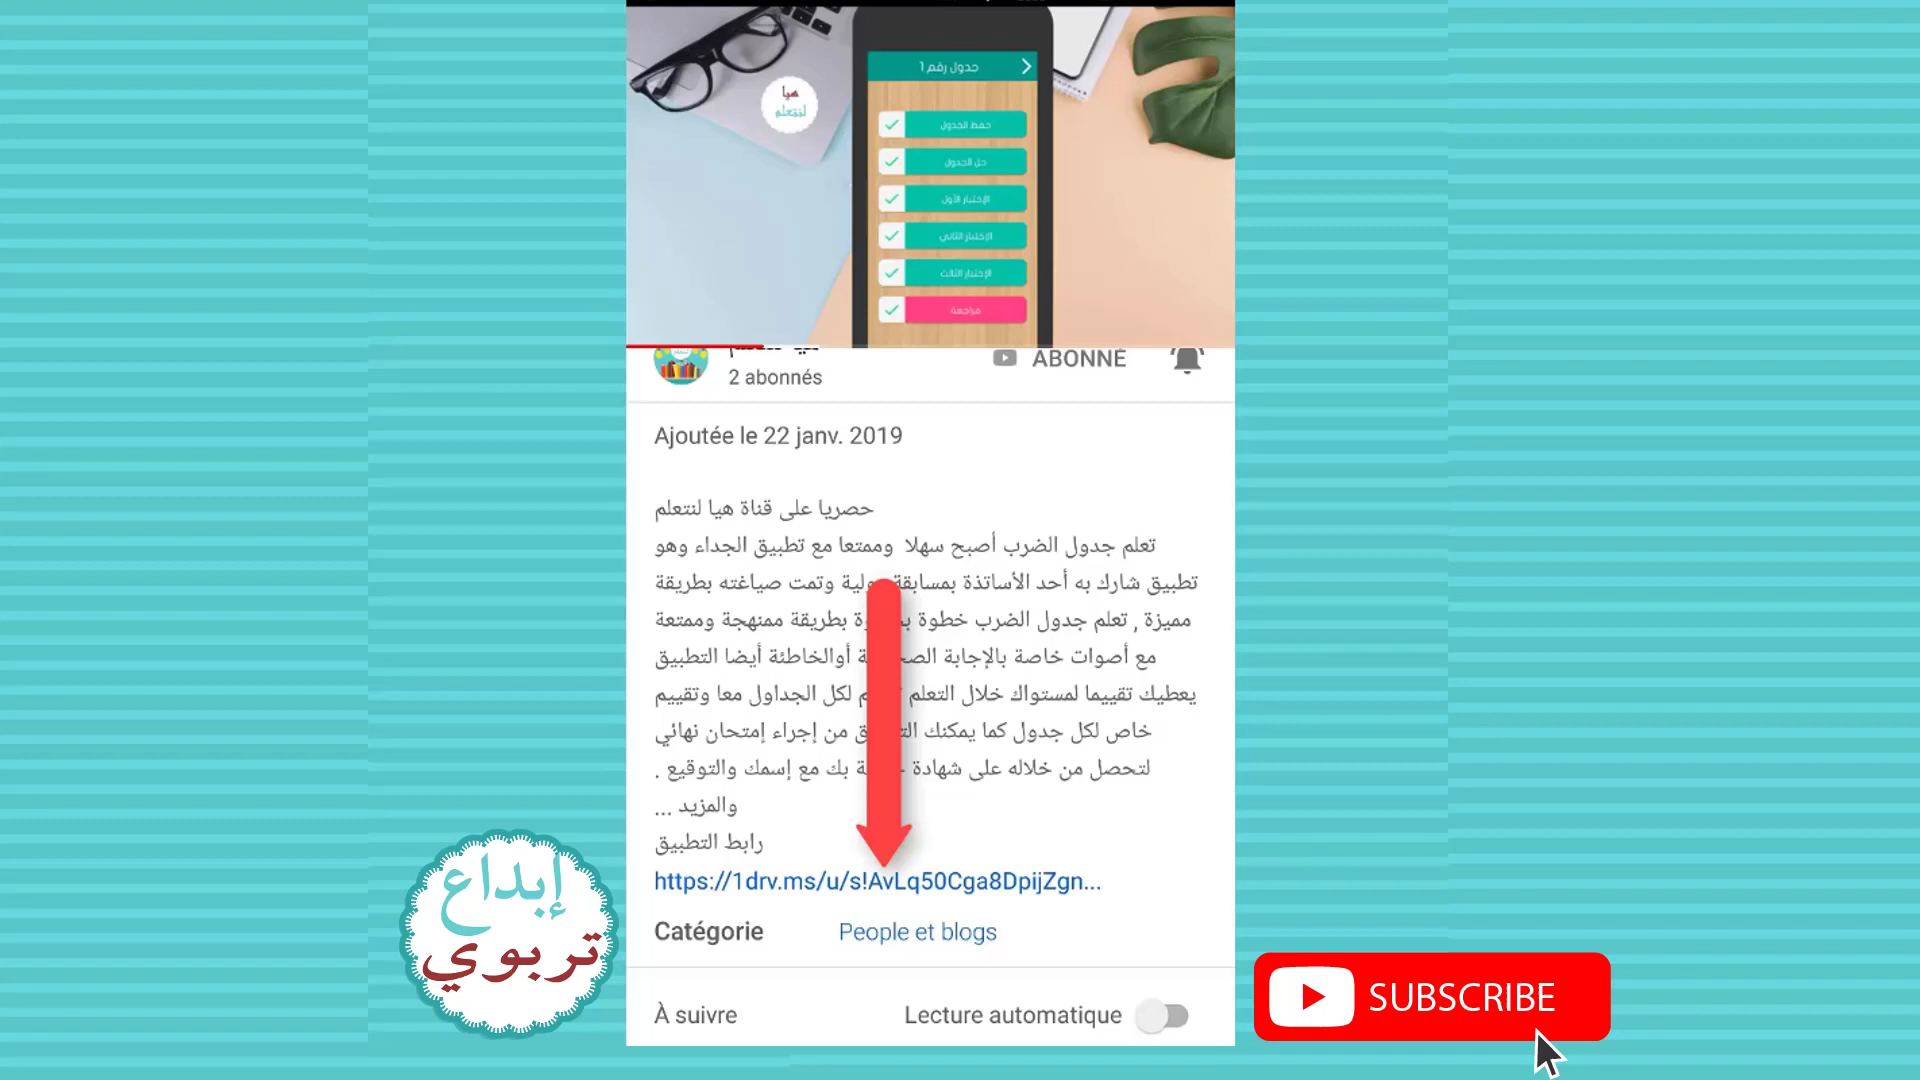 جدول رقم 1
هيا
لنتعلم
حفظ الجدول
حل الجدول
الإختبار الأول
الإختبار الثاني
الإختبار الثالث
مراجعة
2 abonnés
ABONNÉ
Ajoutée le 22 janv. 2019
حصريا على قناة هيا لنتعلم
تعلم جدول الضرب أصبح سهلا وممتعا مع تطبيق الجداء وهو
تطبيق شارك به أحد الأساتذة بمسابقة وتمت صياغته بطريقة
مميزة , تعلم جدول الضرب خطوة بطريقة ممنهجة وممتعة
مع أصوات خاصة بالإجابة أوالخاطئة أيضا التطبيق
يعطيك تقييما لمستواك خلال التعلم لكل الجداول معا وتقييم
خاص لكل جدول كما يمكنك من إجراء إمتحان نهائي
لتحصل من خلاله على شهادة بك مع إسمك والتوقيع .
والمزيد ...
رابط التطبيق
https://1drv.ms/u/s!AvLq50Cga8DpijZgn...
Catégorie People et blogs
À suivre Lecture automatique
إبداع
تربوي
SUBSCRIBE